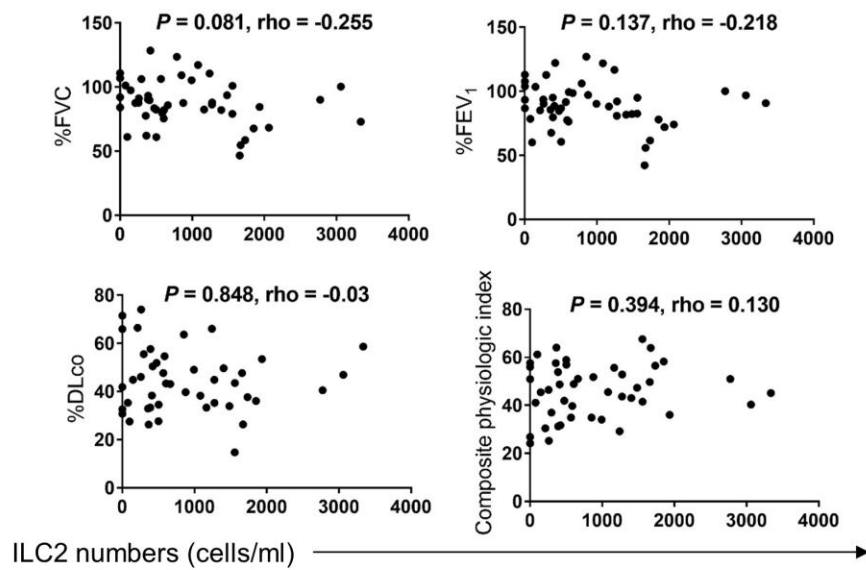 P = 0.081, rho = -0.255
%FVC
150
100
50
0
0 1000 2000 3000 4000
P = 0.137, rho = -0.218
%FEV1
150
100
50
0
0 1000 2000 3000 4000
P = 0.848, rho = -0.03
%DLco
80
60
40
20
0
0 1000 2000 3000 4000
P = 0.394, rho = 0.130
Composite physiologic index
80
60
40
20
0
0 1000 2000 3000 4000
ILC2 numbers (cells/ml)